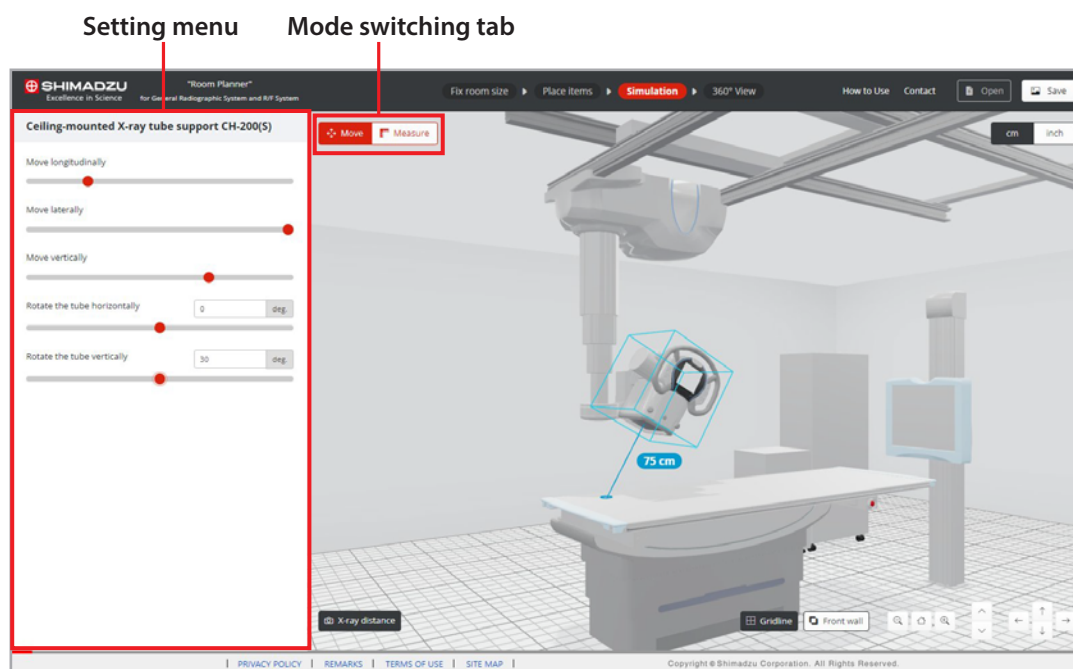 Setting menu
Mode switching tab
SHIMADZU
Excellence in Science
"Room Planner"
for General Radiographic System and R/F System
Fix room size
Place items
Simulation
360° View
How to Use
Contact
Open
Save
Ceiling-mounted X-ray tube support CH-200(S)
Move
Measure
cm
inch
Move longitudinally
Move laterally
Move vertically
Rotate the tube horizontally
0
deg.
Rotate the tube vertically
30
deg.
75 cm
X-ray distance
Gridline
Front wall
| PRIVACY POLICY | REMARKS | TERMS OF USE | SITE MAP |
Copyright © Shimadzu Corporation. All Rights Reserved.